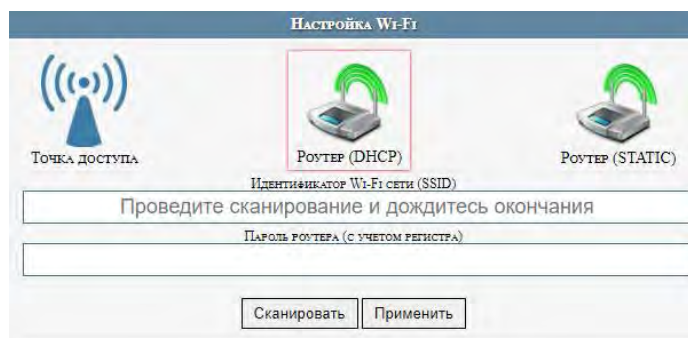 Настройка Wi-Fi
Точка доступа
Роутер (DHCP)
Роутер (STATIC)
Идентификатор Wi-Fi сети (SSID)
Проведите сканирование и дождитесь окончания
Пароль роутера (с учетом регистра)
Сканировать Применить